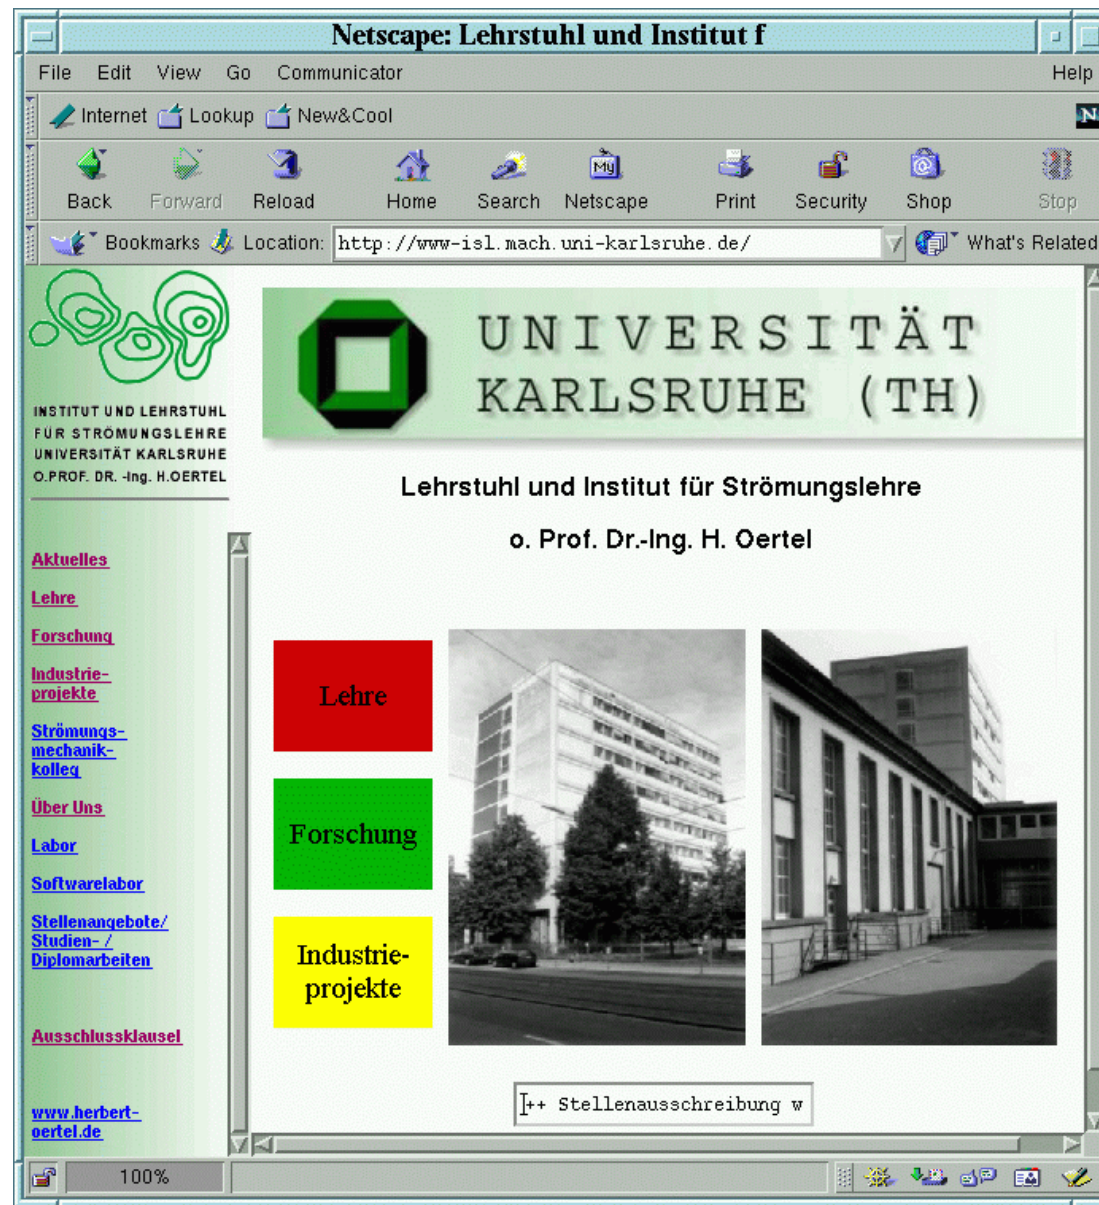 Netscape: Lehrstuhl und Institut f
File Edit View Go Communicator Help
Internet Lookup New&Cool
N
My
Back Forward Reload Home Search Netscape Print Security Shop Stop
Bookmarks Location: http://www-isl.mach.uni-karlsruhe.de/ What's Related
INSTITUT UND LEHRSTUHL
FÜR STRÖMUNGSLEHRE
UNIVERSITÄT KARLSRUHE
O.PROF. DR. -Ing. H.OERTEL
Aktuelles
Lehre
Forschung
Industrie-
projekte
Strömungs-
mechanik-
kolleg
Über Uns
Labor
Softwarelabor
Stellenangebote/
Studien- /
Diplomarbeiten
Ausschlussklausel
www.herbert-
oertel.de
UNIVERSITÄT
KARLSRUHE (TH)
Lehrstuhl und Institut für Strömungslehre
o. Prof. Dr.-Ing. H. Oertel
Lehre
Forschung
Industrie-
projekte
++ Stellenausschreibung w
100%